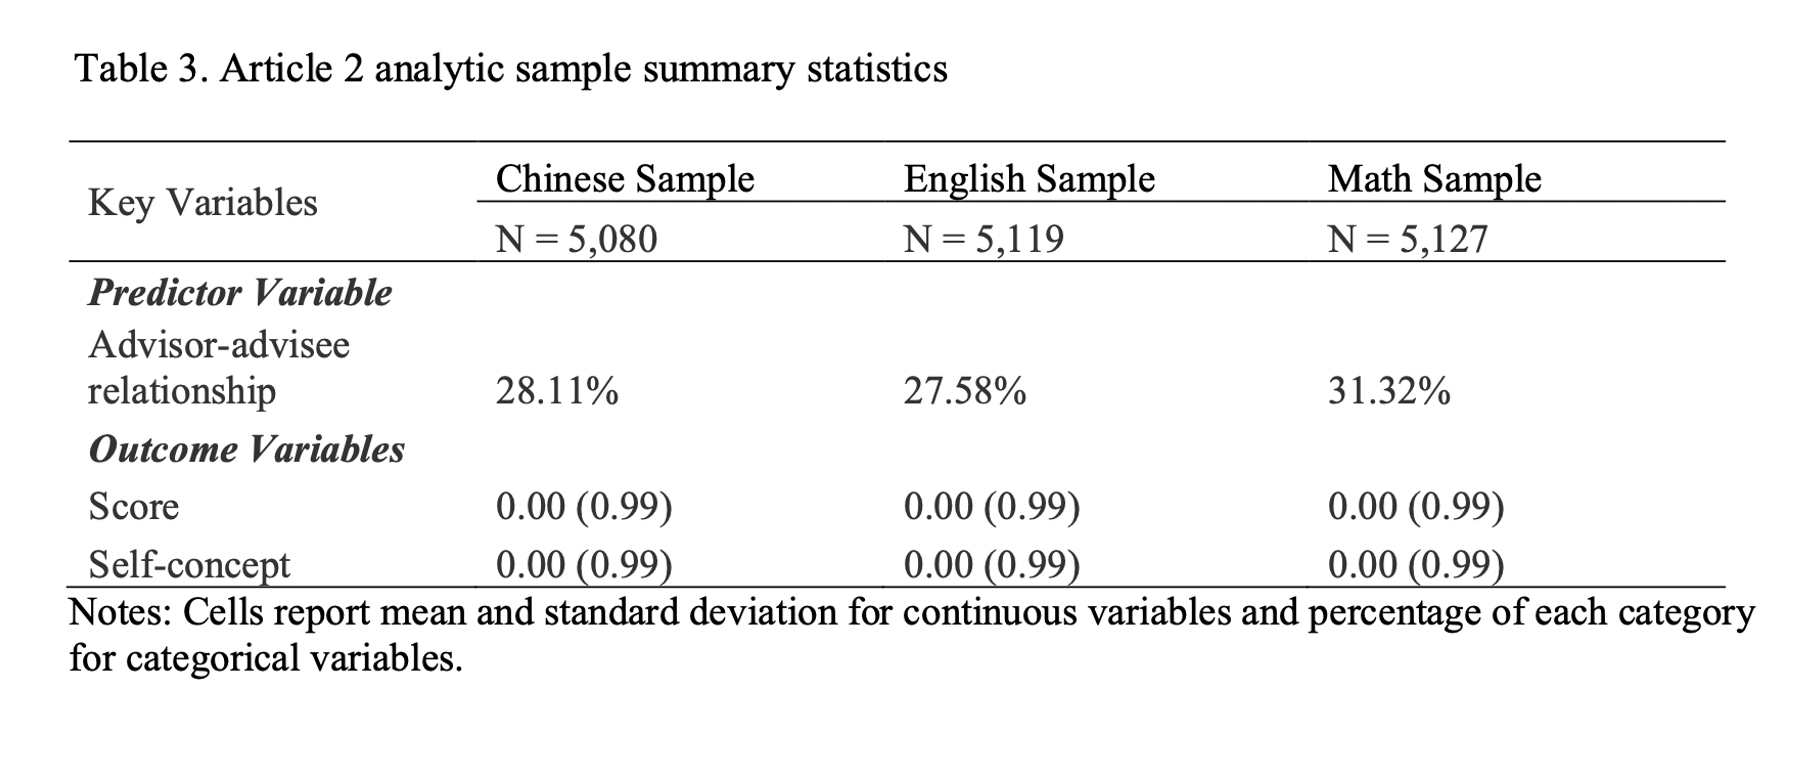 Table 3. Article 2 analytic sample summary statistics
Key Variables
Chinese Sample English Sample Math Sample
N = 5,080 N = 5,119 N = 5,127
Predictor Variable
Advisor-advisee
relationship 28.11% 27.58% 31.32%
Outcome Variables
Score 0.00 (0.99) 0.00 (0.99) 0.00 (0.99)
Self-concept 0.00 (0.99) 0.00 (0.99) 0.00 (0.99)
Notes: Cells report mean and standard deviation for continuous variables and percentage of each category
for categorical variables.